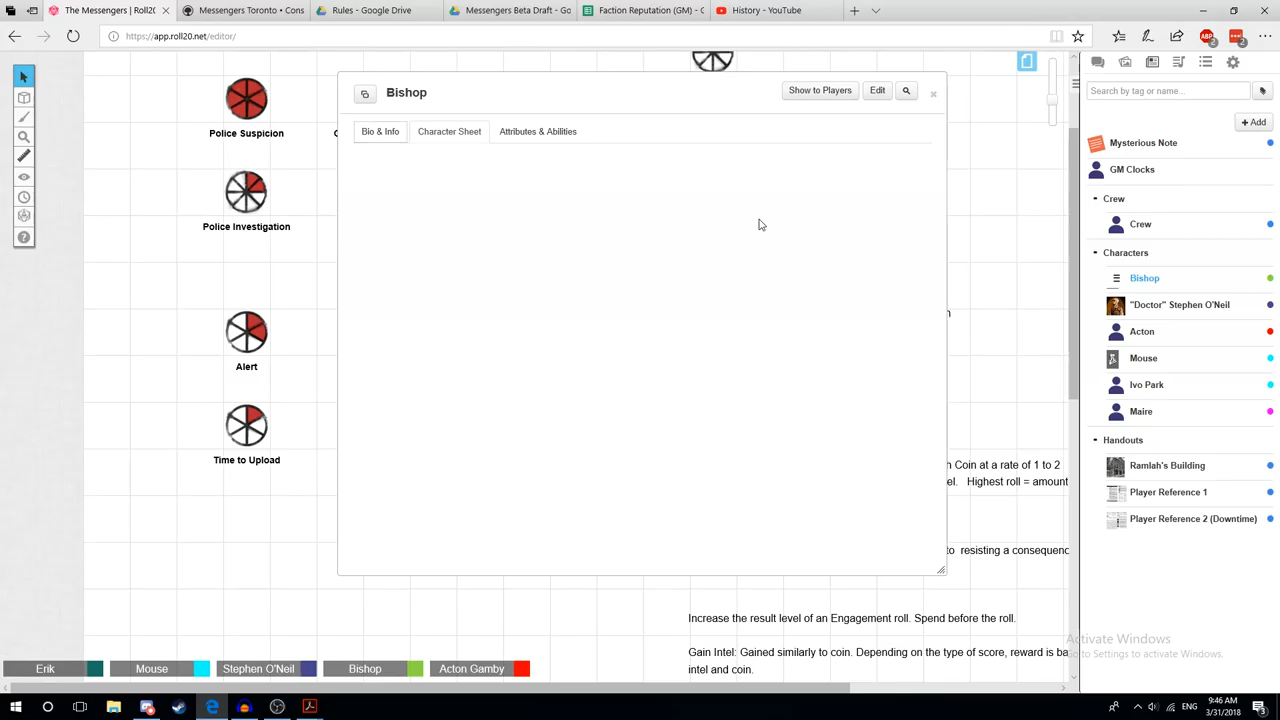 The Messengers | Roll20
Messengers Toronto • Cons
Rules - Google Drive
Messengers Beta Draft - Go
Faction Reputation (GM) - G
History - YouTube
https://app.roll20.net/editor/
ABP
2
2
Police Suspicion
Police Investigation
Alert
Time to Upload
Bishop
Show to Players
Edit
Bio & Info
Character Sheet
Attributes & Abilities
h Coin at a rate of 1 to 2
el. Highest roll = amount
to resisting a consequenc
Increase the result level of an Engagement roll. Spend before the roll.
Gain Intel: Gained similarly to coin. Depending on the type of score, reward is ba
intel and coin.
Search by tag or name...
+ Add
Mysterious Note
GM Clocks
Crew
Crew
Characters
Bishop
"Doctor" Stephen O'Neil
Acton
Mouse
Ivo Park
Maire
Handouts
Ramlah's Building
Player Reference 1
Player Reference 2 (Downtime)
Activate Windows
Go to Settings to activate Windows.
Erik
Mouse
Stephen O'Neil
Bishop
Acton Gamby
ENG
9:46 AM
3/31/2018
3